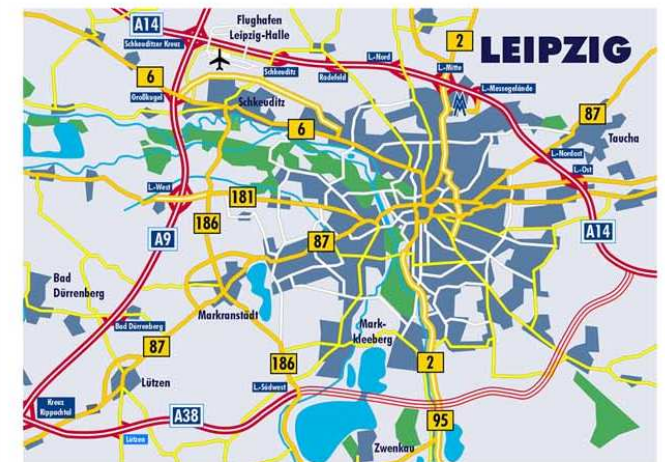 A14
Flughafen
Leipzig-Halle
Schkeuditzer Kreuz
2
LEIPZIG
L.-Nord
L.-Mitte
6
Schkeuditz
Radefeld
L.-Messegelände
Großkugel
Schkeuditz
87
6
Taucha
L.-Nordost
L.-Ost
L.-West
181
186
A9
87
A14
Bad
Dürrenberg
Markranstädt
Bad Dürrenberg
Mark-
kleeberg
87
186
2
Lützen
L.-Südwest
Kreuz
Rippachtal
A38
95
Lützen
Zwenkau